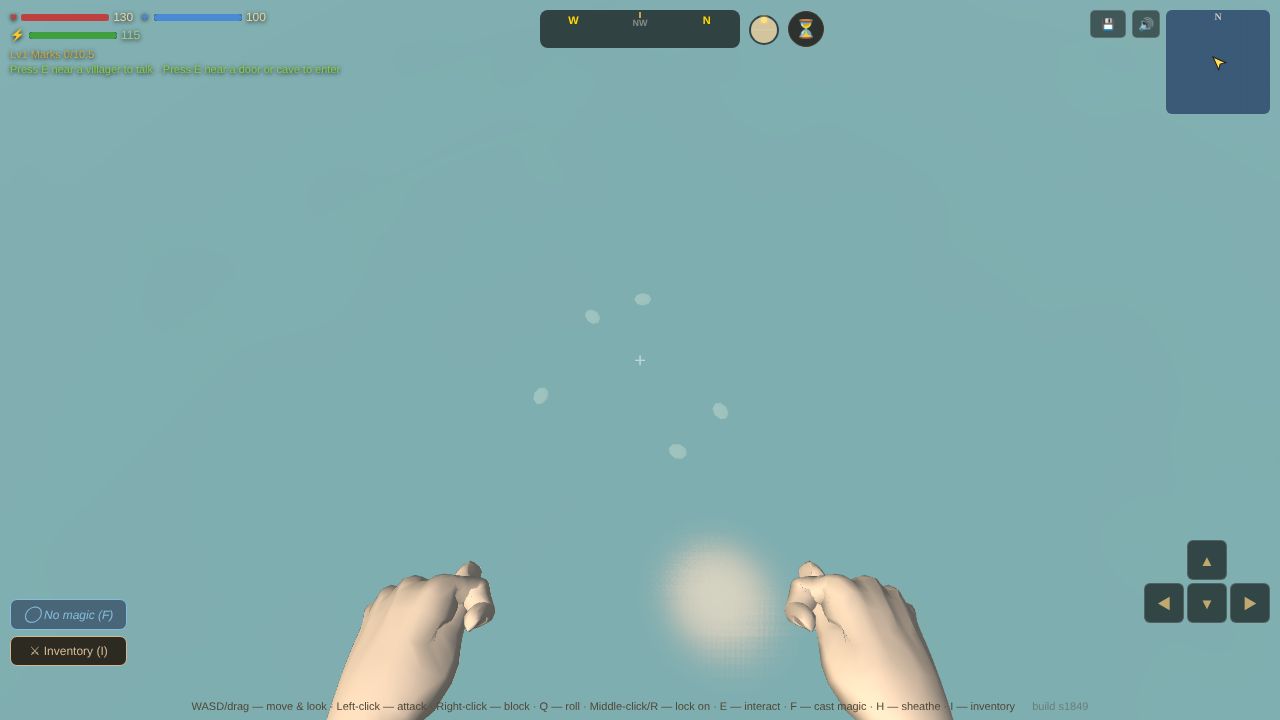 130
100
115
Lv1 Marks 0/10.5
Press E near a villager to talk · Press E near a door or cave to enter
W
NW
N
N
No magic (F)
Inventory (I)
WASD/drag — move & look · Left-click — attack · Right-click — block · Q — roll · Middle-click/R — lock on · E — interact · F — cast magic · H — sheathe · I — inventory build s1849